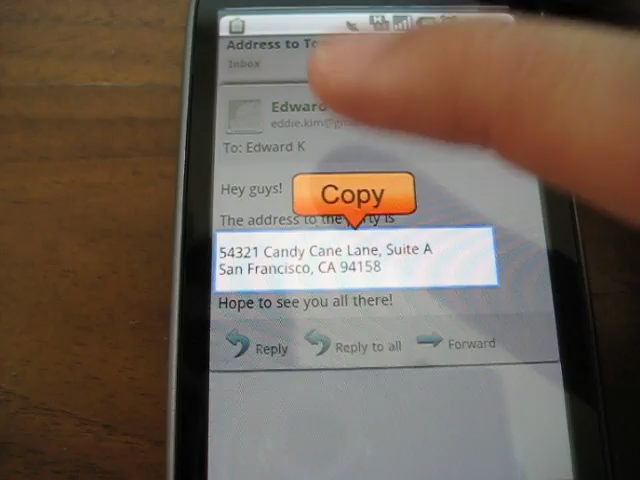 Address to
Inbox
Edward
eddie.kim@
To: Edward K
Hey guys!
Copy
The address to the party is
54321 Candy Cane Lane, Suite A
San Francisco, CA 94158
Hope to see you all there!
Reply Reply to all Forward